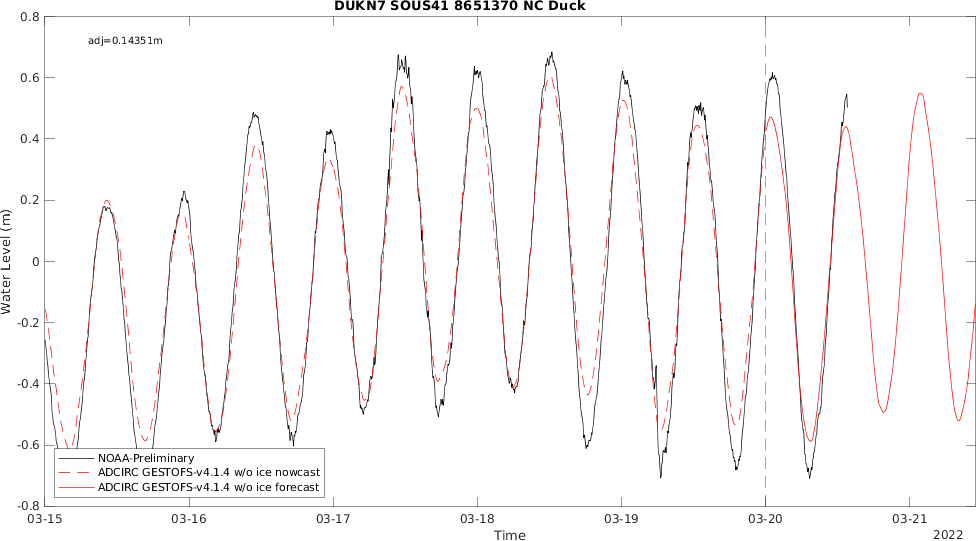 DUKN7 SOUS41 8651370 NC Duck
adj=0.14351m
Water Level (m)
0.8
0.6
0.4
0.2
0
-0.2
-0.4
-0.6
-0.8
NOAA-Preliminary
ADCIRC GESTOFS-v4.1.4 w/o ice nowcast
ADCIRC GESTOFS-v4.1.4 w/o ice forecast
03-15 03-16 03-17 03-18 03-19 03-20 03-21
Time
2022